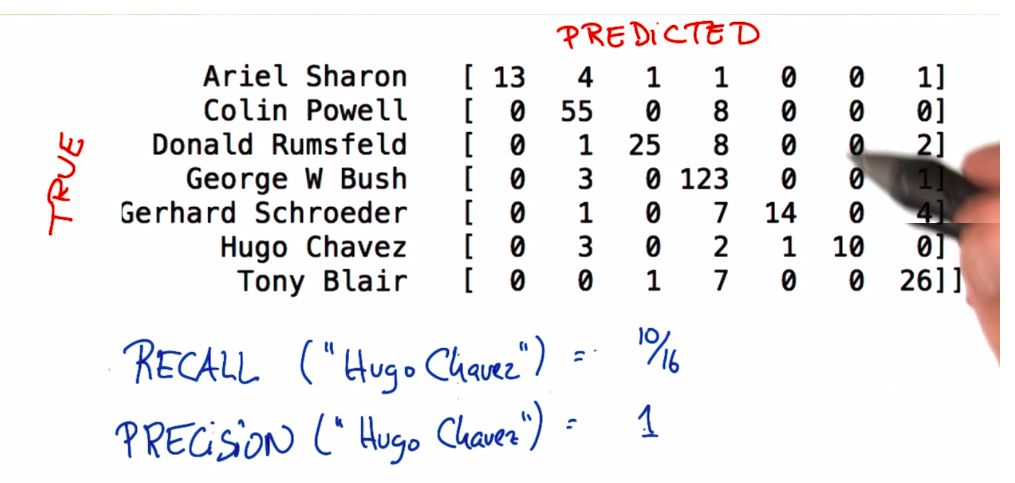 PREDiCTED
TRUE
Ariel Sharon [ 13 4 1 1 0 0 1]
Colin Powell [ 0 55 0 8 0 0 0]
Donald Rumsfeld [ 0 1 25 8 0 0 2]
George W Bush [ 0 3 0 123 0 0 1]
Gerhard Schroeder [ 0 1 0 7 14 0 4]
Hugo Chavez [ 0 3 0 2 1 10 0]
Tony Blair [ 0 0 1 7 0 0 26]]
RECALL ("Hugo Chavez") = 10/16
PRECiSiON ("Hugo Chavez") = 1